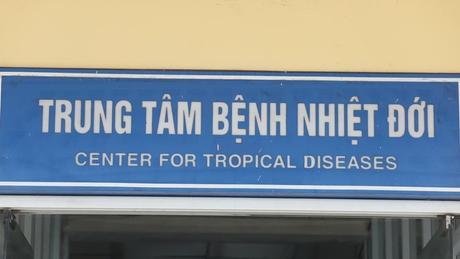 TRUNG TÂM BỆNH NHIỆT ĐỚI
CENTER FOR TROPICAL DISEASES